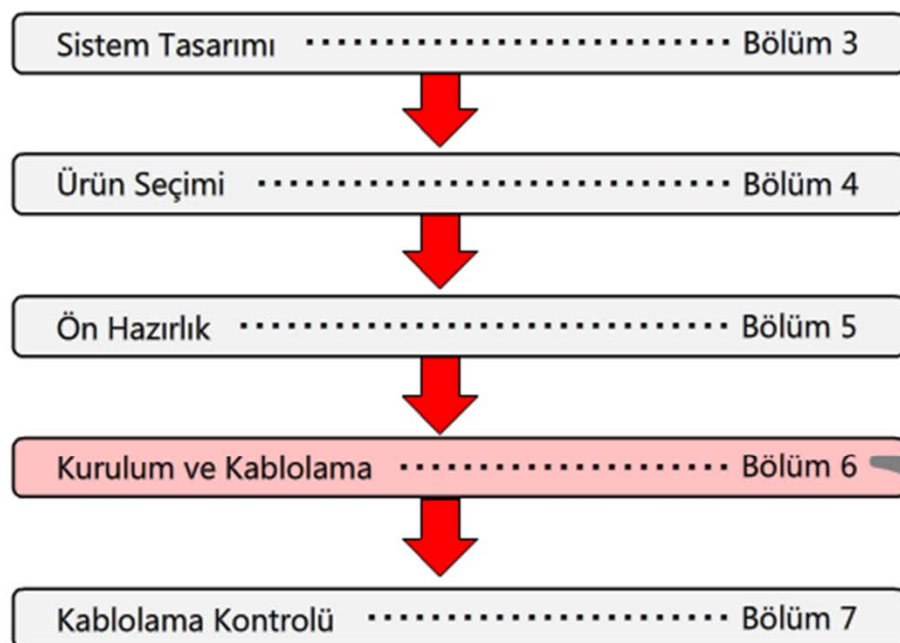 Sistem Tasarımı ........................... Bölüm 3
Ürün Seçimi .............................. Bölüm 4
Ön Hazırlık ............................... Bölüm 5
Kurulum ve Kablolama ..................... Bölüm 6
Kablolama Kontrolü ....................... Bölüm 7